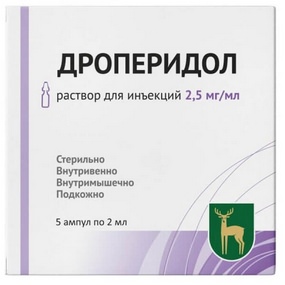 ДРОПЕРИДОЛ
раствор для инъекций 2,5 мг/мл
Стерильно
Внутривенно
Внутримышечно
Подкожно
5 ампул по 2 мл